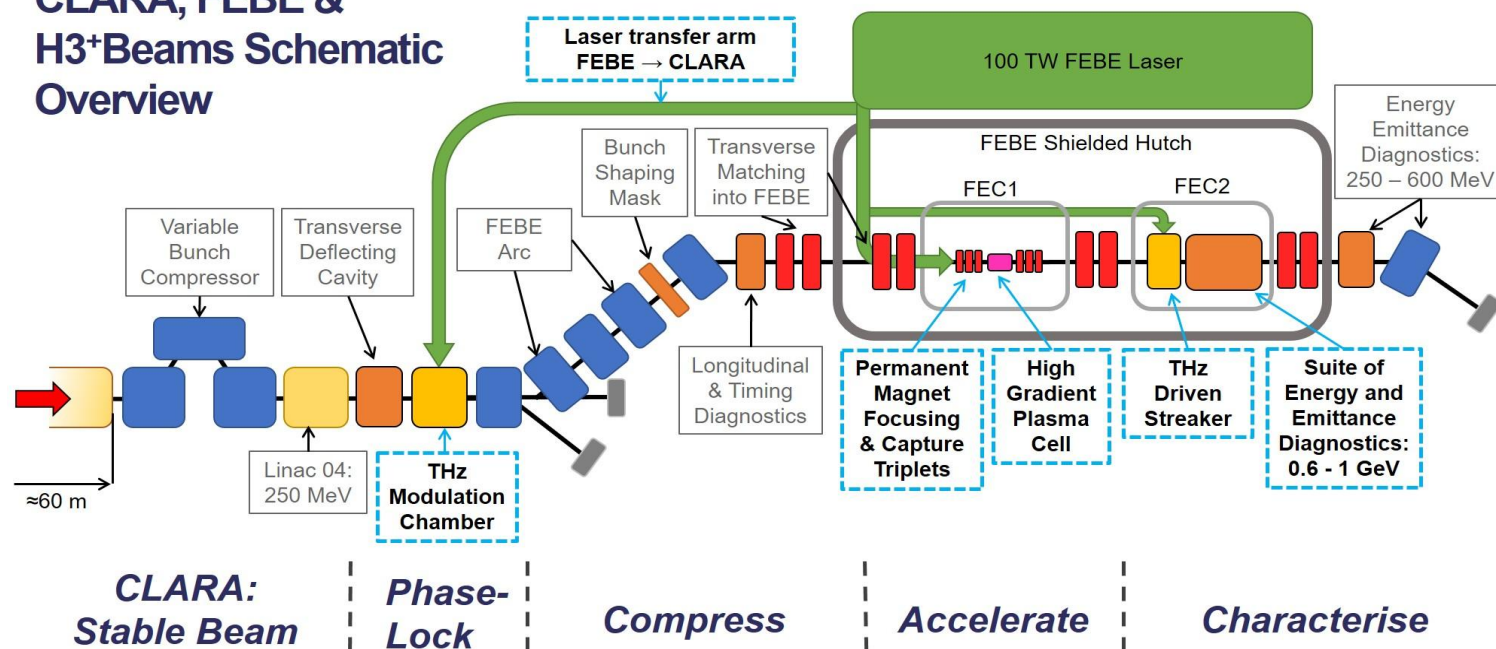 CLARA, FEBE &
H3⁺Beams Schematic
Overview
Laser transfer arm
FEBE → CLARA
100 TW FEBE Laser
Energy
Emittance
Diagnostics:
250 – 600 MeV
FEBE Shielded Hutch
Bunch
Shaping
Mask
Transverse
Matching
into FEBE
FEC1
FEC2
Variable
Bunch
Compressor
Transverse
Deflecting
Cavity
FEBE
Arc
Longitudinal
& Timing
Diagnostics
Permanent
Magnet
Focusing
& Capture
Triplets
High
Gradient
Plasma
Cell
THz
Driven
Streaker
Suite of
Energy and
Emittance
Diagnostics:
0.6 - 1 GeV
≈60 m
Linac 04:
250 MeV
THz
Modulation
Chamber
CLARA:
Stable Beam
Phase-
Lock
Compress
Accelerate
Characterise